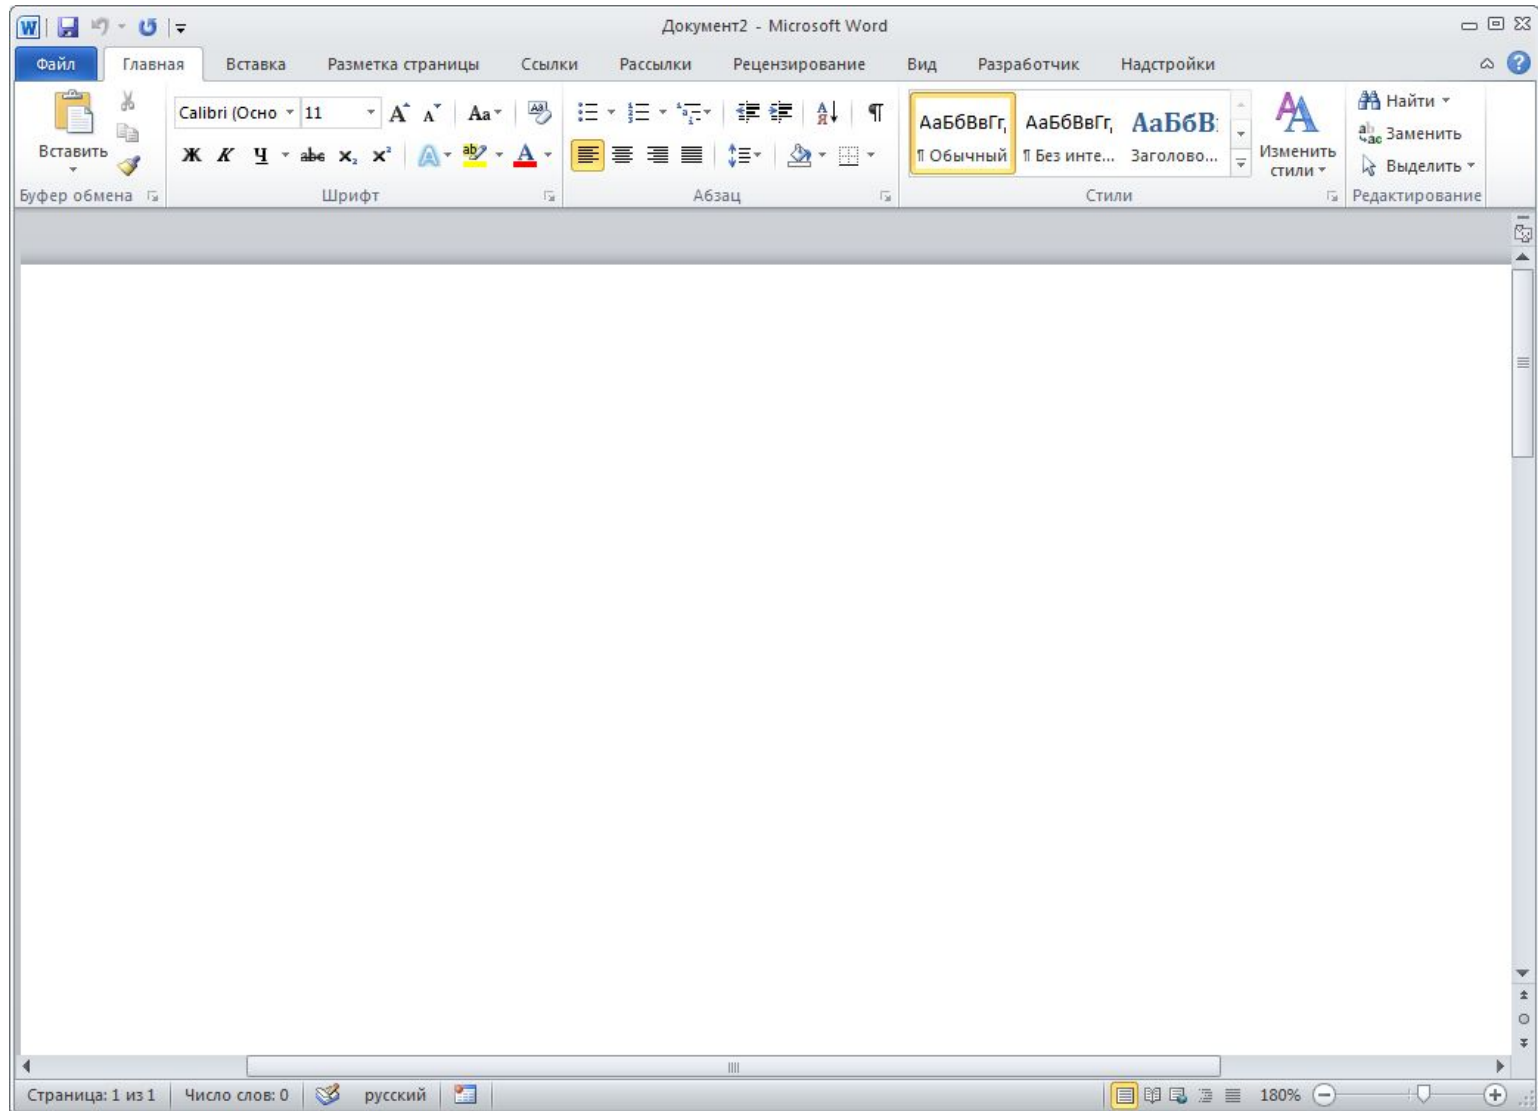 Документ2 - Microsoft Word
Файл Главная Вставка Разметка страницы Ссылки Рассылки Рецензирование Вид Разработчик Надстройки
Calibri (Осно 11 Aa АаБбВвГг, АаБбВвГг, АаБбВ Найти
Заменить
Вставить Ж К Ч abc x₂ x² ab A ¶ Обычный ¶ Без инте... Заголово... Изменить стили Выделить
Буфер обмена Шрифт Абзац Стили Редактирование
Страница: 1 из 1 Число слов: 0 русский 180%